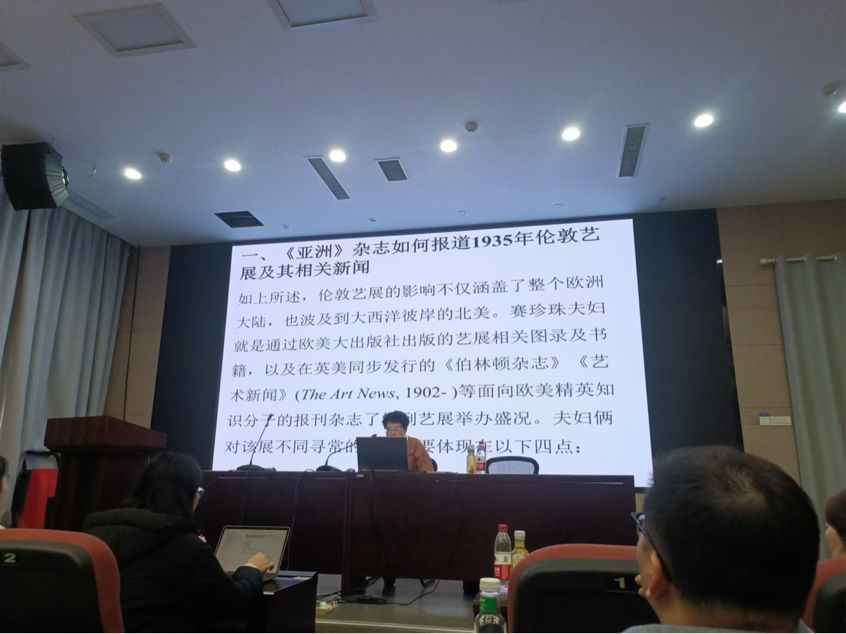 一、《亚洲》杂志如何报道1935年伦敦艺
展及其相关新闻
如上所述，伦敦艺展的影响不仅涵盖了整个欧洲
大陆，也波及到大西洋彼岸的北美。赛珍珠夫妇
就是通过欧美大出版社出版的艺展相关图录及书
籍，以及在英美同步发行的《伯林顿杂志》《艺
术新闻》(The Art News, 1902- )等面向欧美精英知
识分子的报刊杂志了 到艺展举办盛况。夫妇俩
对该展不同寻常的 要体现在以下四点：
2
1